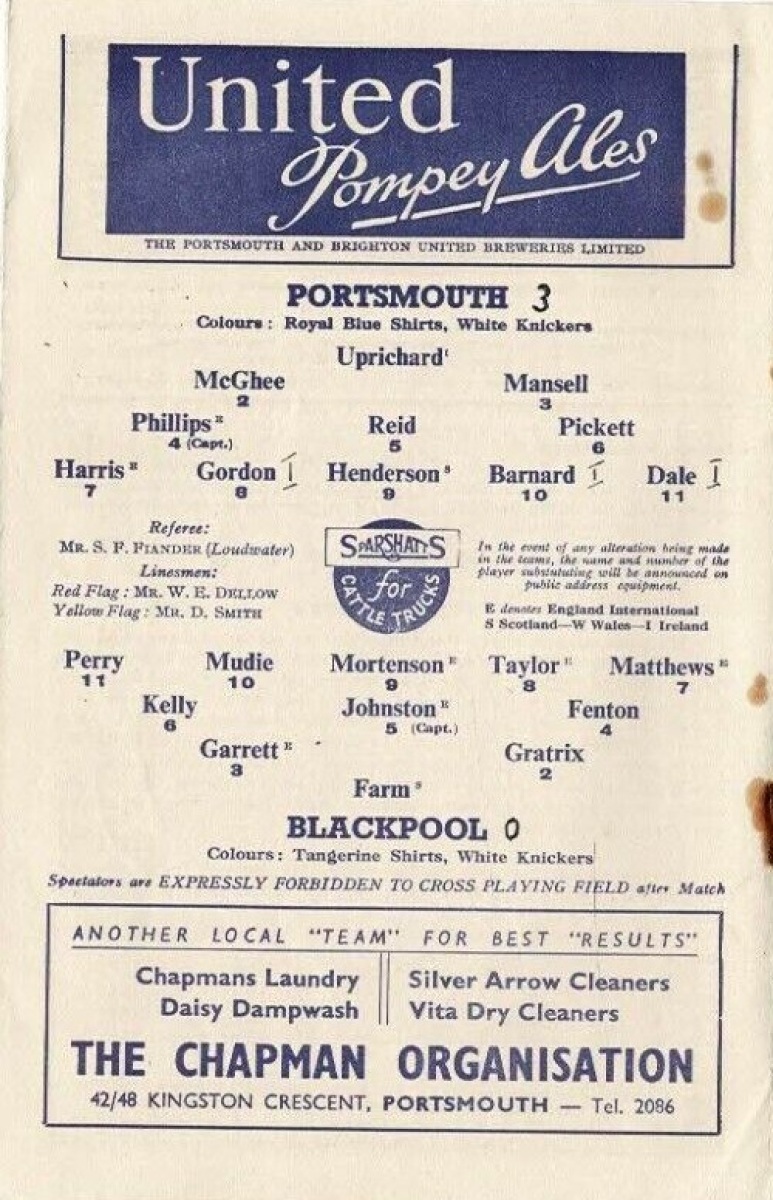 United
Pompey Ales
THE PORTSMOUTH AND BRIGHTON UNITED BREWERIES LIMITED
PORTSMOUTH 3
Colours: Royal Blue Shirts, White Knickers
Uprichard I
McGhee Mansell
2 3
Phillips E Reid Pickett
4 (Capt.) 5 6
Harris E Gordon I Henderson S Barnard I Dale I
7 8 9 10 11
Referee:
MR. S. F. FIANDER (Loudwater)
Linesmen:
Red Flag: MR. W. E. DELLOW
Yellow Flag: MR. D. SMITH
SPARSHATTS
for
CATTLE TRUCKS
In the event of any alteration being made
in the teams, the name and number of the
player substututing will be announced on
public address equipment.
E denotes England International
S Scotland—W Wales—I Ireland
Perry Mudie Mortenson E Taylor E Matthews E
11 10 9 8 7
Kelly Johnston E Fenton
6 5 (Capt.) 4
Garrett E Gratrix
3 2
Farm S
BLACKPOOL 0
Colours: Tangerine Shirts, White Knickers
Spectators are EXPRESSLY FORBIDDEN TO CROSS PLAYING FIELD after Match
ANOTHER LOCAL "TEAM" FOR BEST "RESULTS"
Chapmans Laundry Silver Arrow Cleaners
Daisy Dampwash Vita Dry Cleaners
THE CHAPMAN ORGANISATION
42/48 KINGSTON CRESCENT, PORTSMOUTH — Tel. 2086